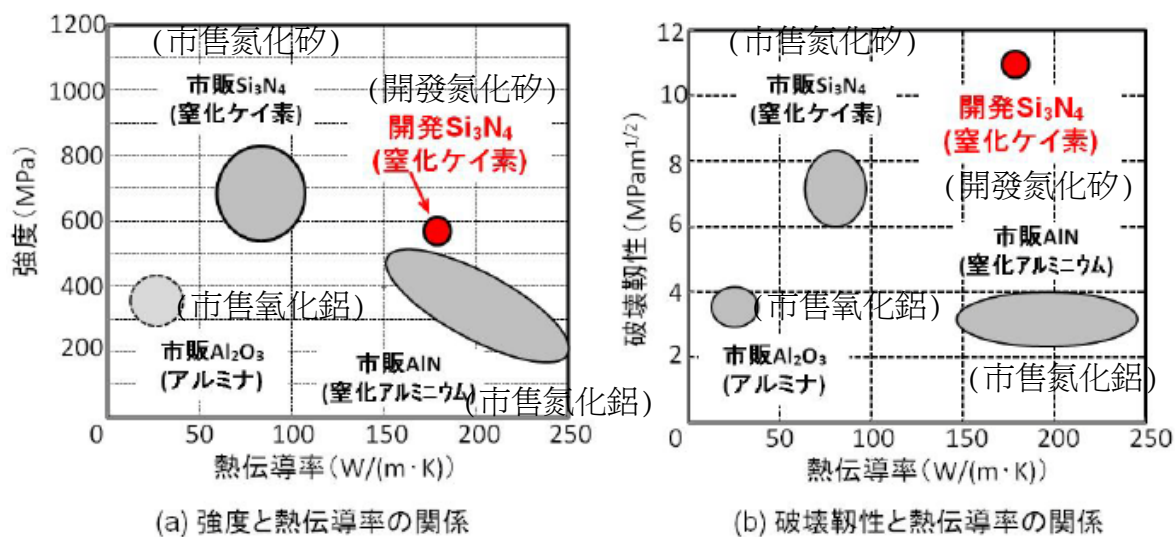 1200
1000
800
600
400
200
0
50
100
150
200
250
強度(MPa)
(市售氮化矽)
市販Si₃N₄
(窒化ケイ素)
(開發氮化矽)
開発Si₃N₄
(窒化ケイ素)
(市售氧化鋁)
市販Al₂O₃
(アルミナ)
市販AlN
(窒化アルミニウム)
(市售氮化鋁)
熱伝導率(W/(m·K))
(a) 強度と熱伝導率の関係
12
10
8
6
4
2
0
50
100
150
200
250
破壊靱性(MPam¹/²)
(市售氮化矽)
市販Si₃N₄
(窒化ケイ素)
開発Si₃N₄
(窒化ケイ素)
(開發氮化矽)
市販AlN
(窒化アルミニウム)
(市售氧化鋁)
市販Al₂O₃
(アルミナ)
(市售氮化鋁)
熱伝導率(W/(m·K))
(b) 破壊靱性と熱伝導率の関係